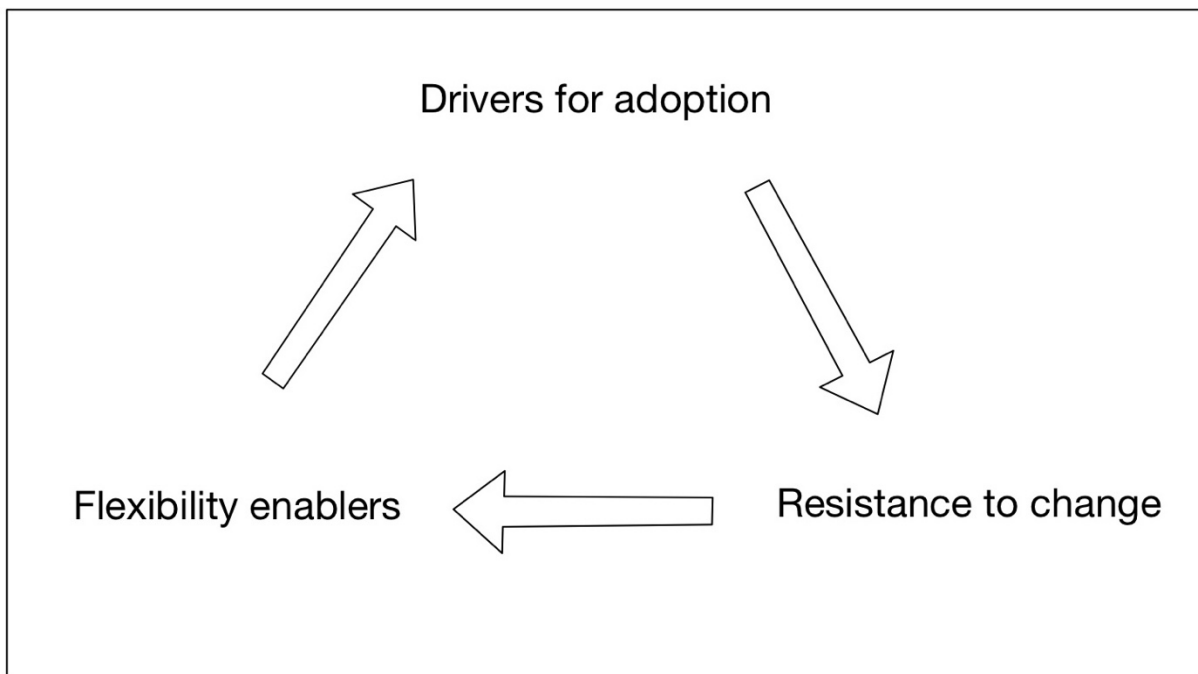 Drivers for adoption
Flexibility enablers
Resistance to change